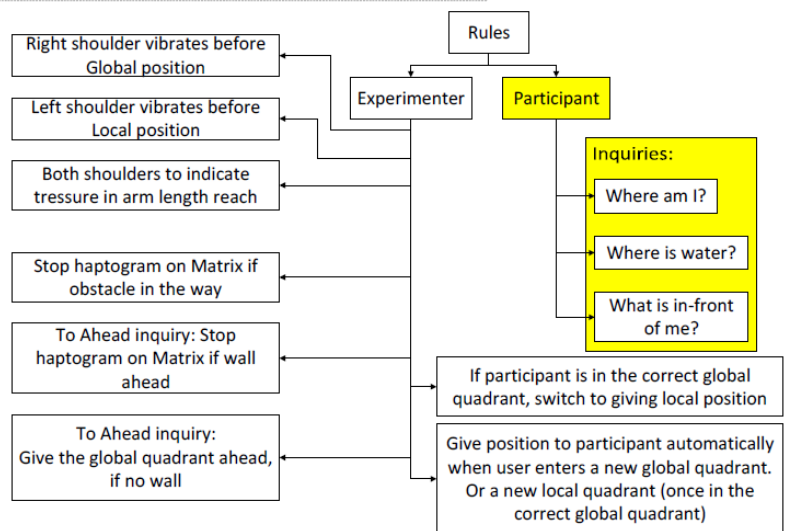 Rules
Experimenter
Participant
Right shoulder vibrates before
Global position
Left shoulder vibrates before
Local position
Both shoulders to indicate
tressure in arm length reach
Stop haptogram on Matrix if
obstacle in the way
To Ahead inquiry: Stop
haptogram on Matrix if wall
ahead
To Ahead inquiry:
Give the global quadrant ahead,
if no wall
Inquiries:
Where am I?
Where is water?
What is in-front
of me?
If participant is in the correct global
quadrant, switch to giving local position
Give position to participant automatically
when user enters a new global quadrant.
Or a new local quadrant (once in the
correct global quadrant)